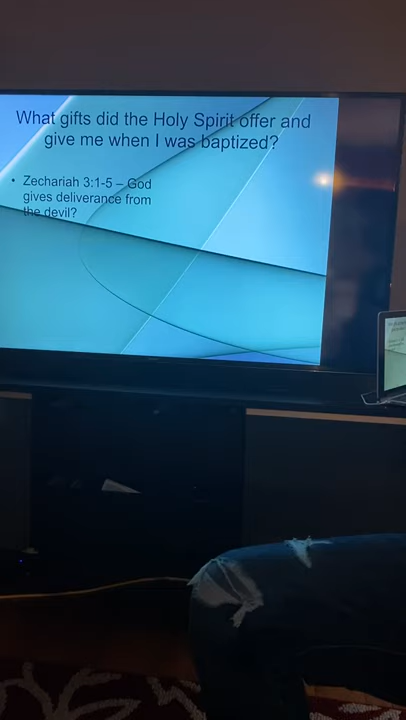 What gifts did the Holy Spirit offer and
give me when I was baptized?
• Zechariah 3:1-5 – God
gives deliverance from
the devil?